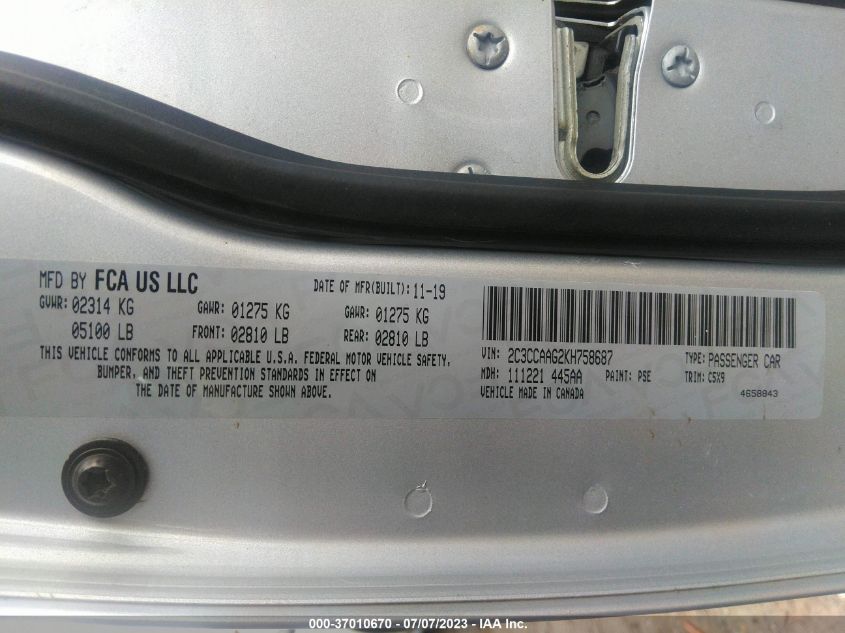 MFD BY FCA US LLC DATE OF MFR(BUILT): 11-19
GVWR: 02314 KG GAWR: 01275 KG GAWR: 01275 KG
05100 LB FRONT: 02810 LB REAR: 02810 LB
THIS VEHICLE CONFORMS TO ALL APPLICABLE U.S.A. FEDERAL MOTOR VEHICLE SAFETY,
BUMPER, AND THEFT PREVENTION STANDARDS IN EFFECT ON
THE DATE OF MANUFACTURE SHOWN ABOVE.
VIN: 2C3CCAAG2KH758687 TYPE: PASSENGER CAR
MDH: 111221 445AA PAINT: PSE TRIM: C5X9
VEHICLE MADE IN CANADA 4658843
000-37010670 - 07/07/2023 - © IAA Inc.